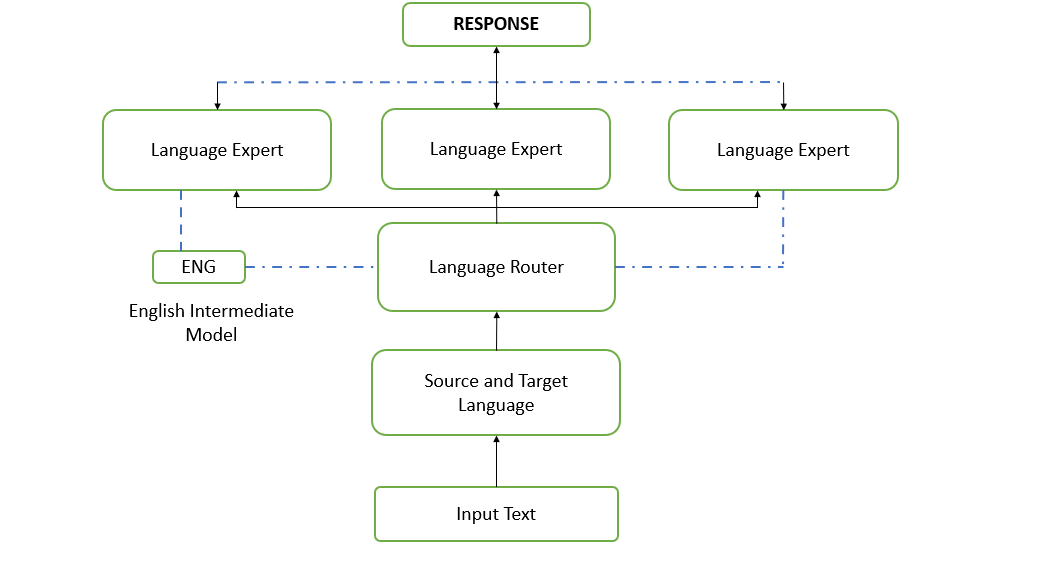 RESPONSE
Language Expert
Language Expert
Language Expert
ENG
Language Router
English Intermediate
Model
Source and Target
Language
Input Text